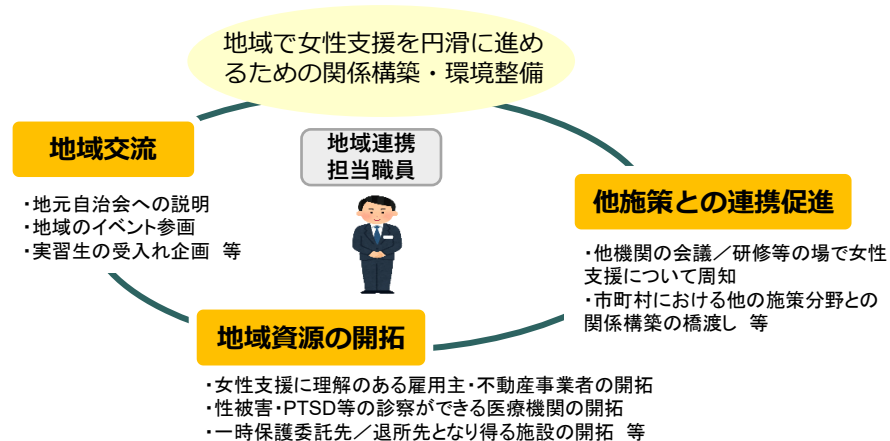 地域で女性支援を円滑に進め
るための関係構築・環境整備
地域交流
・地元自治会への説明
・地域のイベント参画
・実習生の受入れ企画　等
地域連携
担当職員
他施策との連携促進
・他機関の会議／研修等の場で女性
支援について周知
・市町村における他の施策分野との
関係構築の橋渡し　等
地域資源の開拓
・女性支援に理解のある雇用主・不動産事業者の開拓
・性被害・PTSD等の診察ができる医療機関の開拓
・一時保護委託先／退所先となり得る施設の開拓　等